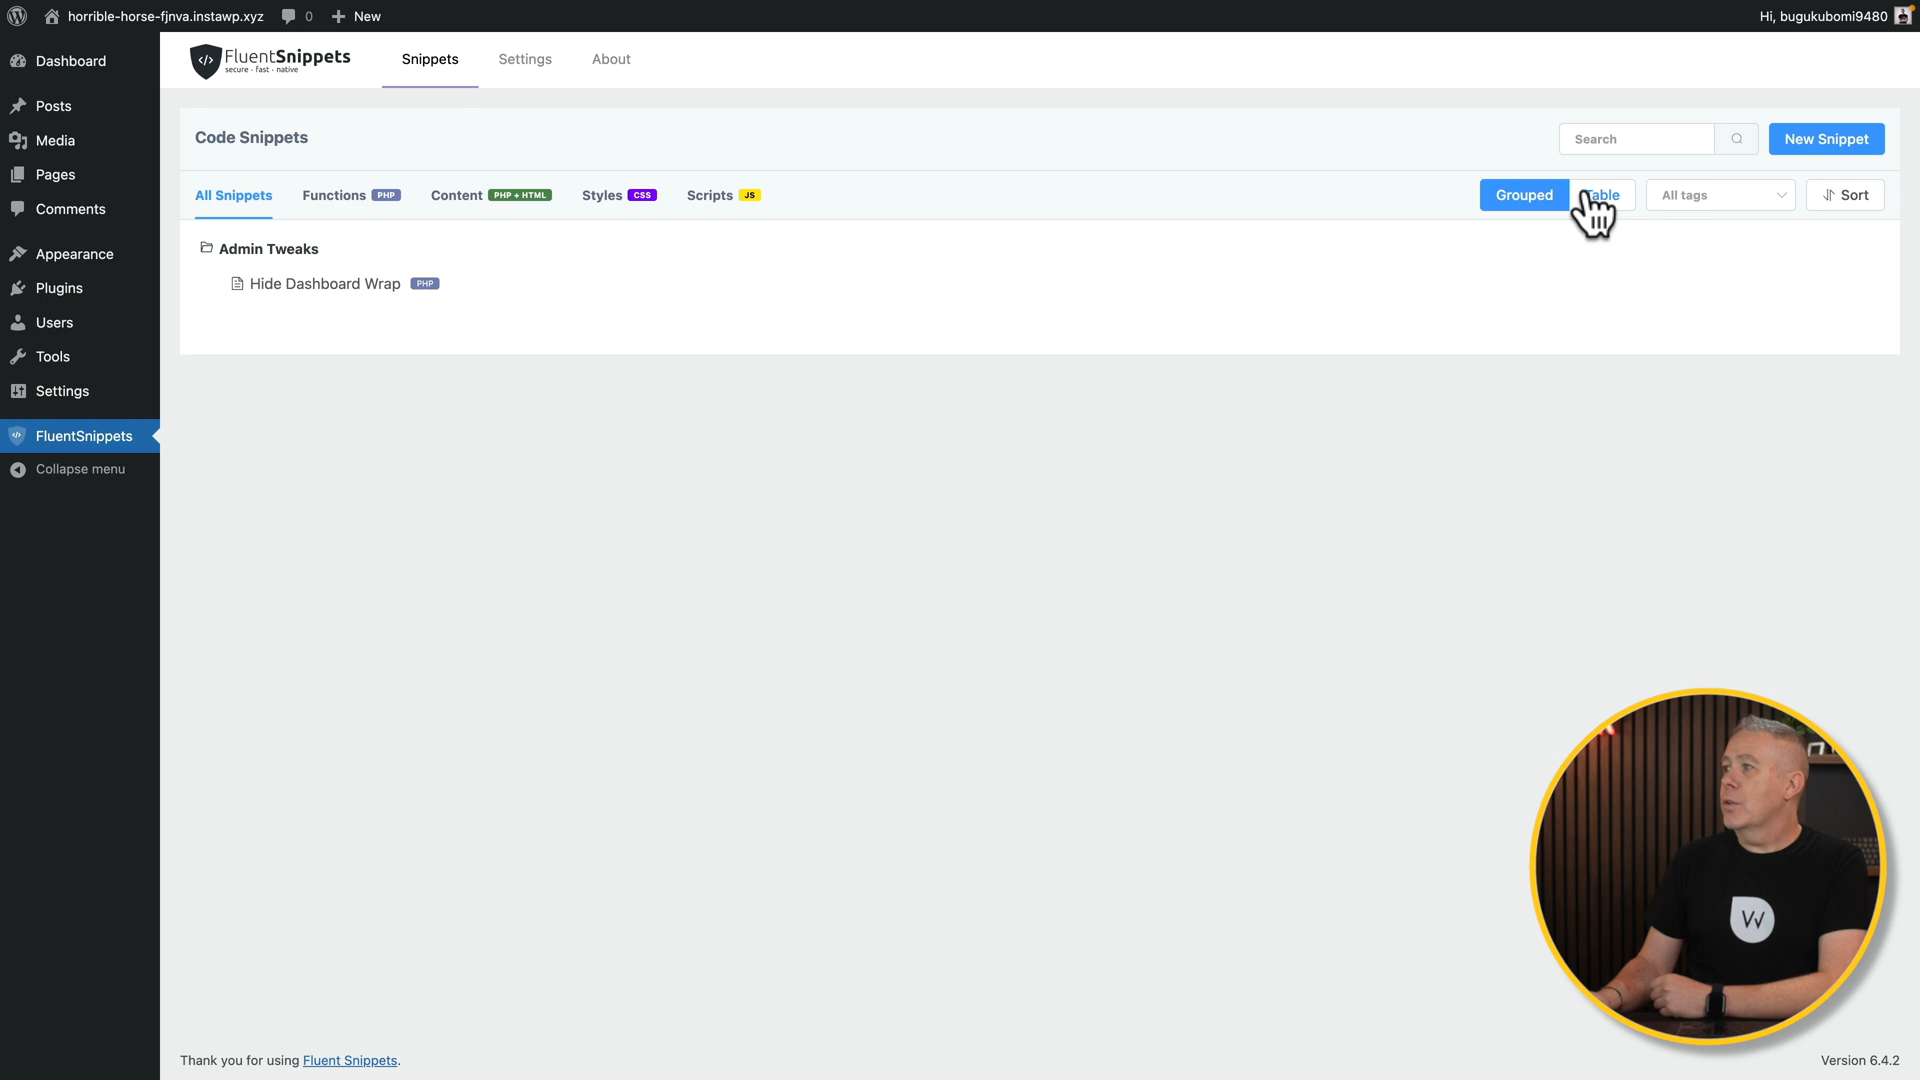 horrible-horse-fjnva.instawp.xyz 0 New Hi, bugukubomi9480
Dashboard
Posts
Media
Pages
Comments
Appearance
Plugins
Users
Tools
Settings
FluentSnippets
Collapse menu
FluentSnippets
secure - fast - native
Snippets Settings About
Code Snippets
Search New Snippet
All Snippets Functions PHP Content PHP + HTML Styles CSS Scripts JS
Grouped Table All tags Sort
Admin Tweaks
Hide Dashboard Wrap PHP
W
Thank you for using Fluent Snippets.
Version 6.4.2